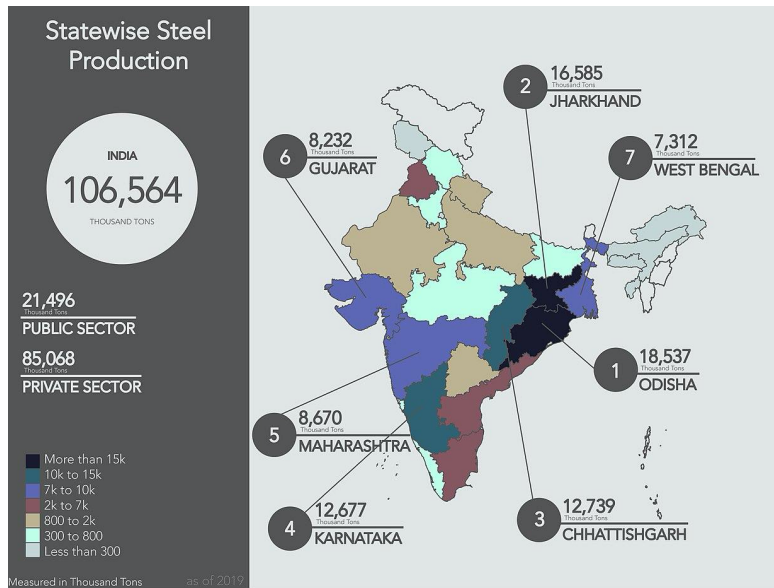 Statewise Steel
Production
INDIA
106,564
THOUSAND TONS
21,496
Thousand Tons
PUBLIC SECTOR
85,068
Thousand Tons
PRIVATE SECTOR
More than 15k
10k to 15k
7k to 10k
2k to 7k
800 to 2k
300 to 800
Less than 300
Measured in Thousand Tons
as of 2019
2
16,585
Thousand Tons
JHARKHAND
6
8,232
Thousand Tons
GUJARAT
7
7,312
Thousand Tons
WEST BENGAL
1
18,537
Thousand Tons
ODISHA
5
8,670
Thousand Tons
MAHARASHTRA
4
12,677
Thousand Tons
KARNATAKA
3
12,739
Thousand Tons
CHHATTISHGARH